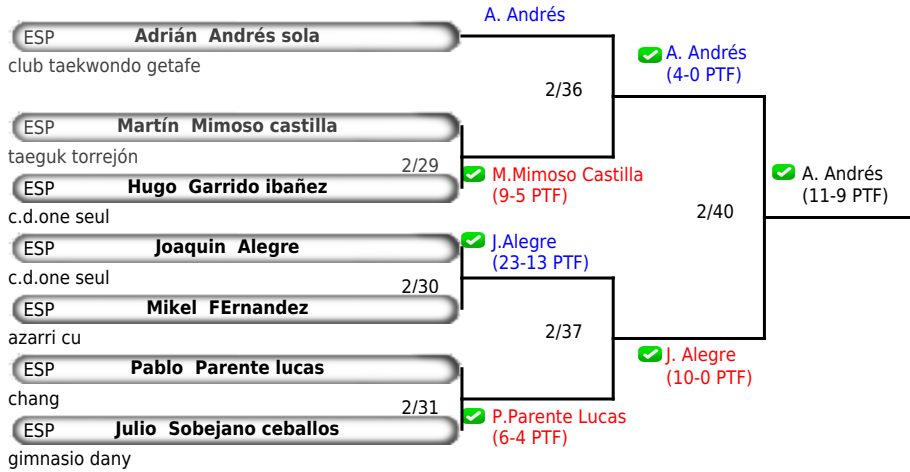 A. Andrés
ESP Adrián Andrés sola
club taekwondo getafe
A. Andrés
(4-0 PTF)
2/36
ESP Martín Mimoso castilla
taeguk torrejón
2/29
M.Mimoso Castilla
(9-5 PTF)
ESP Hugo Garrido ibañez
c.d.one seul
A. Andrés
(11-9 PTF)
2/40
ESP Joaquin Alegre
c.d.one seul
J.Alegre
(23-13 PTF)
2/30
ESP Mikel FErnandez
azarri cu
2/37
J. Alegre
(10-0 PTF)
ESP Pablo Parente lucas
chang
2/31
P.Parente Lucas
(6-4 PTF)
ESP Julio Sobejano ceballos
gimnasio dany